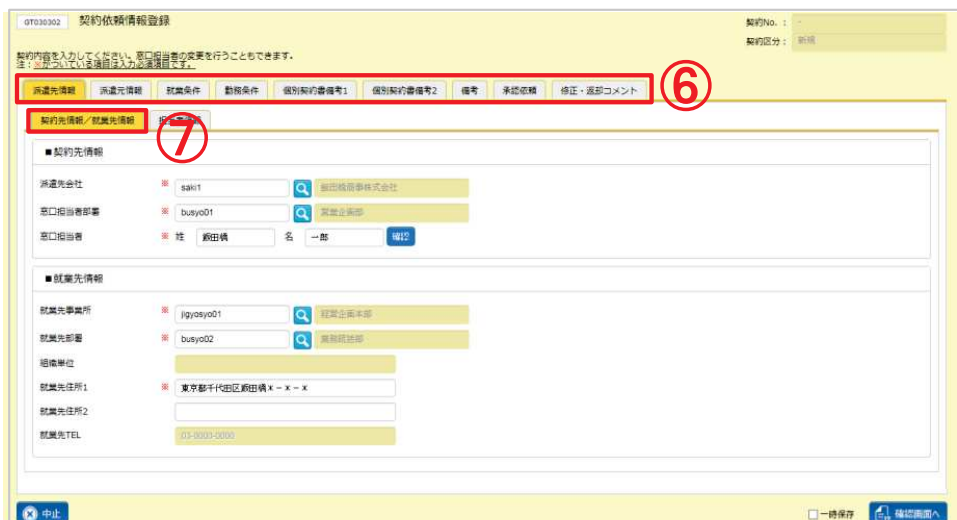 GT030302 契約依頼情報登録
契約No. : -
契約区分 : 新規
契約内容を入力してください。窓口担当者の変更を行うこともできます。
注：※がついている項目は入力必須項目です。
派遣先情報 派遣元情報 就業条件 勤務条件 個別契約書備考1 個別契約書備考2 備考 承認依頼 修正・返却コメント ⑥
契約先情報／就業先情報 ⑦
■契約先情報
派遣先会社 ※ saki1 飯田橋商事株式会社
窓口担当者部署 ※ busyo01 営業企画部
窓口担当者 ※ 姓 飯田橋 名 一郎 確認
■就業先情報
就業先事業所 ※ jigyosyo01 経営企画本部
就業先部署 ※ busyo02 業務統括部
組織単位
就業先住所1 ※ 東京都千代田区飯田橋x－x－x
就業先住所2
就業先TEL 03-0003-0000
中止
一時保存 確認画面へ